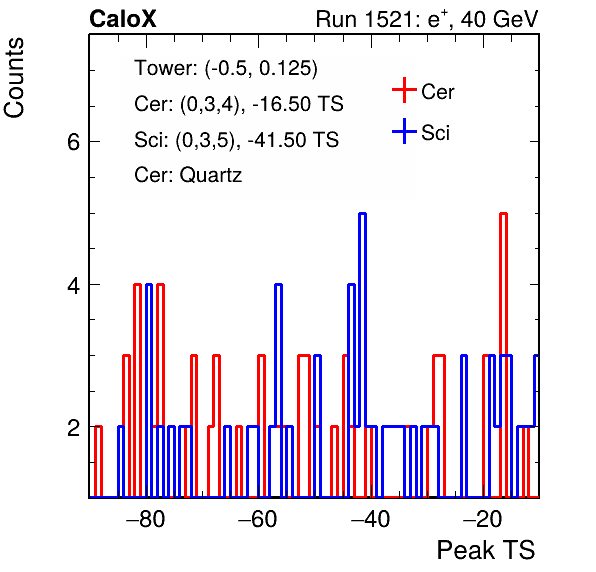 CaloX Run 1521: e+, 40 GeV
Counts
Tower: (-0.5, 0.125)
Cer: (0,3,4), -16.50 TS
Sci: (0,3,5), -41.50 TS
Cer: Quartz
Cer
Sci
6
4
2
−80 −60 −40 −20
Peak TS